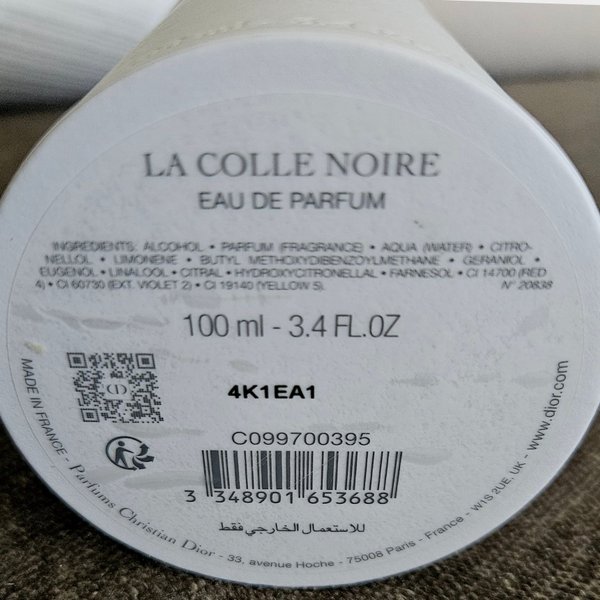 LA COLLE NOIRE
EAU DE PARFUM
INGREDIENTS: ALCOHOL • PARFUM (FRAGRANCE) • AQUA (WATER) • CITRO-
NELLOL • LIMONENE • BUTYL METHOXYDIBENZOYLMETHANE • GERANIOL •
EUGENOL • LINALOOL • CITRAL • HYDROXYCITRONELLAL • FARNESOL • CI 14700 (RED
4) • CI 60730 (EXT. VIOLET 2) • CI 19140 (YELLOW 5). N° 20838
100 ml - 3.4 FL.OZ
4K1EA1
C099700395
3 348901 653688
للاستعمال الخارجي فقط
MADE IN FRANCE - Parfums Christian Dior - 33, avenue Hoche - 75008 Paris - France - W1S 2UE, UK - www.dior.com